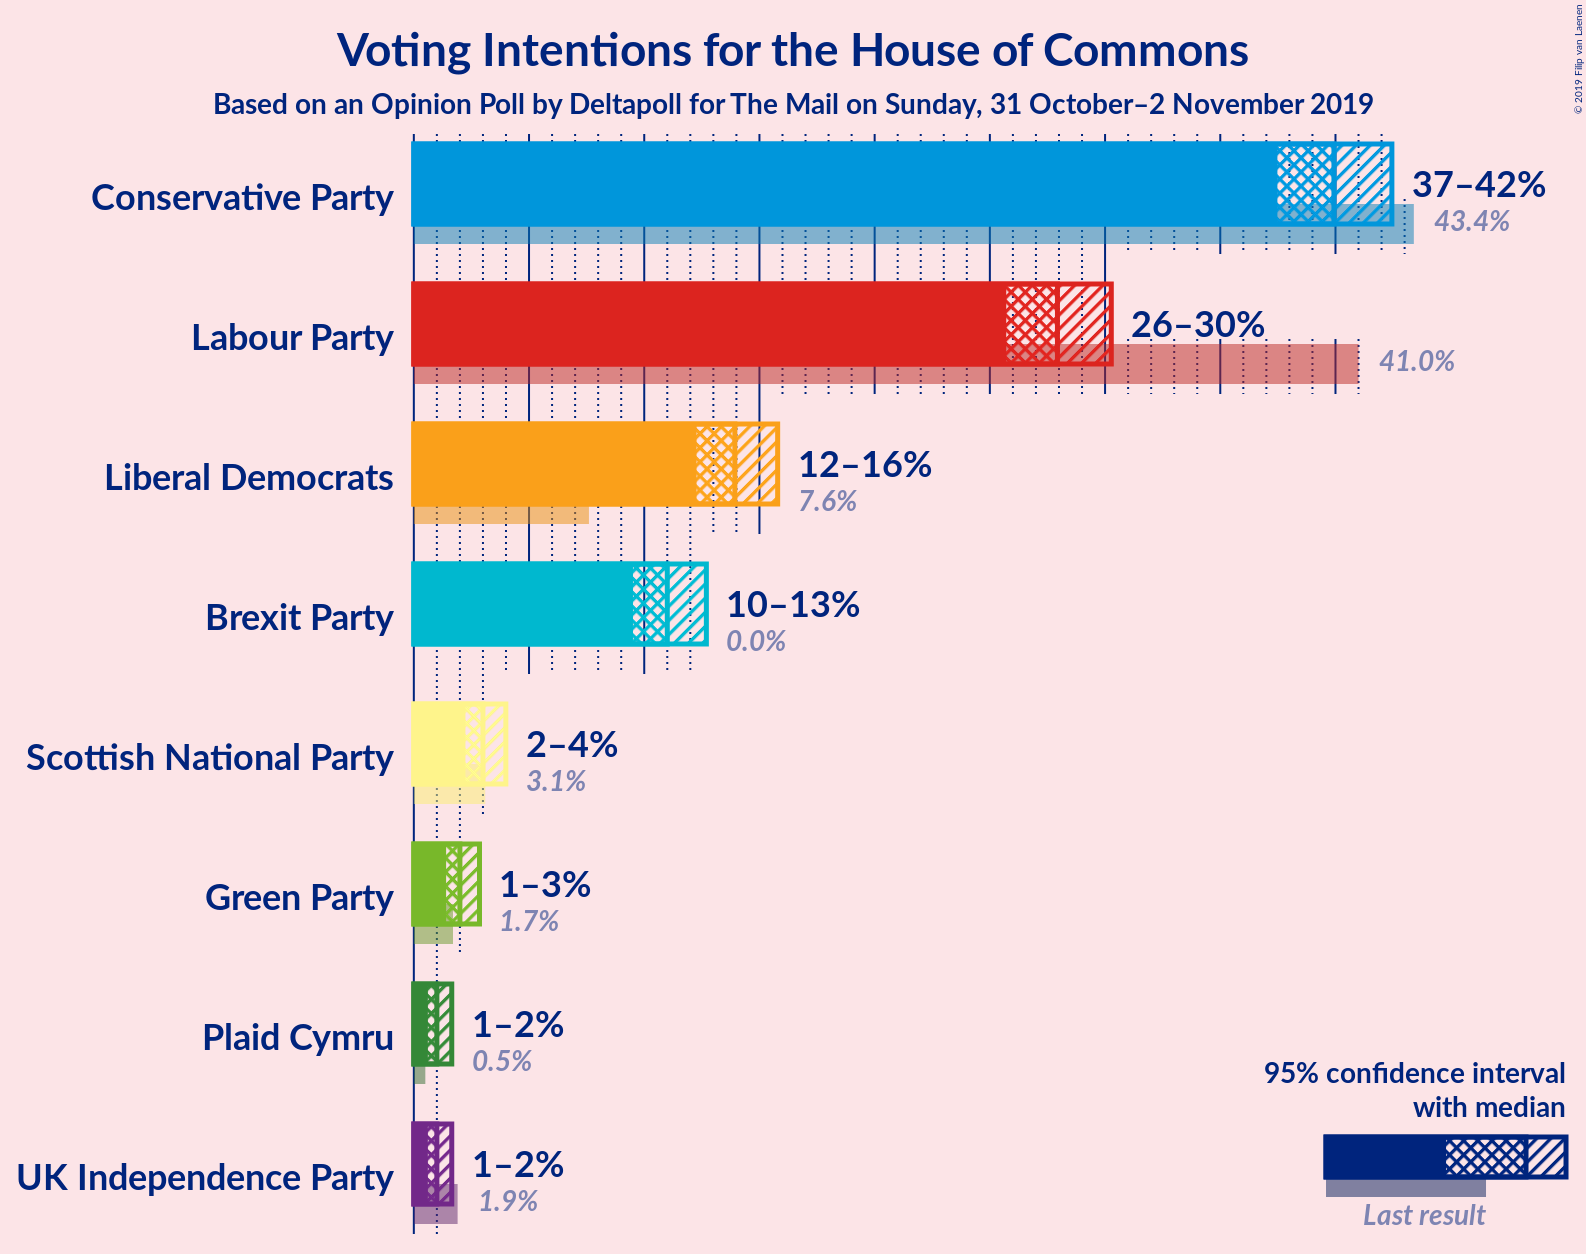 Voting Intentions for the House of Commons
Based on an Opinion Poll by Deltapoll for The Mail on Sunday, 31 October–2 November 2019
© 2019 Filip van Laenen
Conservative Party
37–42%
43.4%
Labour Party
26–30%
41.0%
Liberal Democrats
12–16%
7.6%
Brexit Party
10–13%
0.0%
Scottish National Party
2–4%
3.1%
Green Party
1–3%
1.7%
Plaid Cymru
1–2%
0.5%
UK Independence Party
1–2%
1.9%
95% confidence interval
with median
Last result